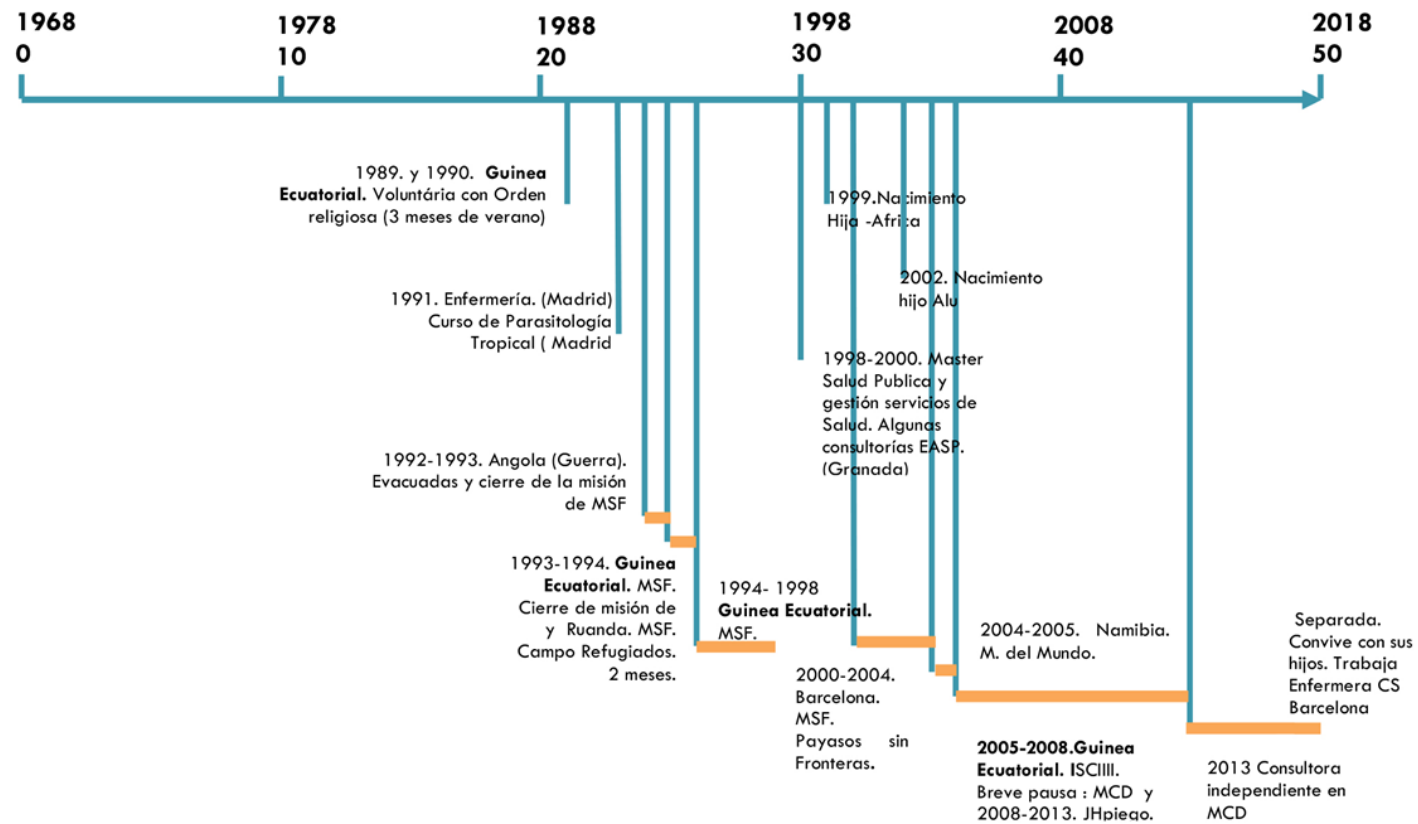 1968
0
1978
10
1988
20
1998
30
2008
40
2018
50
1989. y 1990. Guinea
Ecuatorial. Voluntária con Orden
religiosa (3 meses de verano)
1999.Nacimiento
Hija -Africa
2002. Nacimiento
hijo Alu
1991. Enfermería. (Madrid)
Curso de Parasitología
Tropical ( Madrid
1998-2000. Master
Salud Publica y
gestión servicios de
Salud. Algunas
consultorías EASP.
(Granada)
1992-1993. Angola (Guerra).
Evacuadas y cierre de la misión
de MSF
1993-1994. Guinea
Ecuatorial. MSF.
Cierre de misión de
y Ruanda. MSF.
Campo Refugiados.
2 meses.
1994- 1998
Guinea Ecuatorial.
MSF.
2000-2004.
Barcelona.
MSF.
Payasos sin
Fronteras.
2004-2005. Namibia.
M. del Mundo.
2005-2008.Guinea
Ecuatorial. ISCIIII.
Breve pausa : MCD y
2008-2013. JHpiego.
Separada.
Convive con sus
hijos. Trabaja
Enfermera CS
Barcelona
2013 Consultora
independiente en
MCD